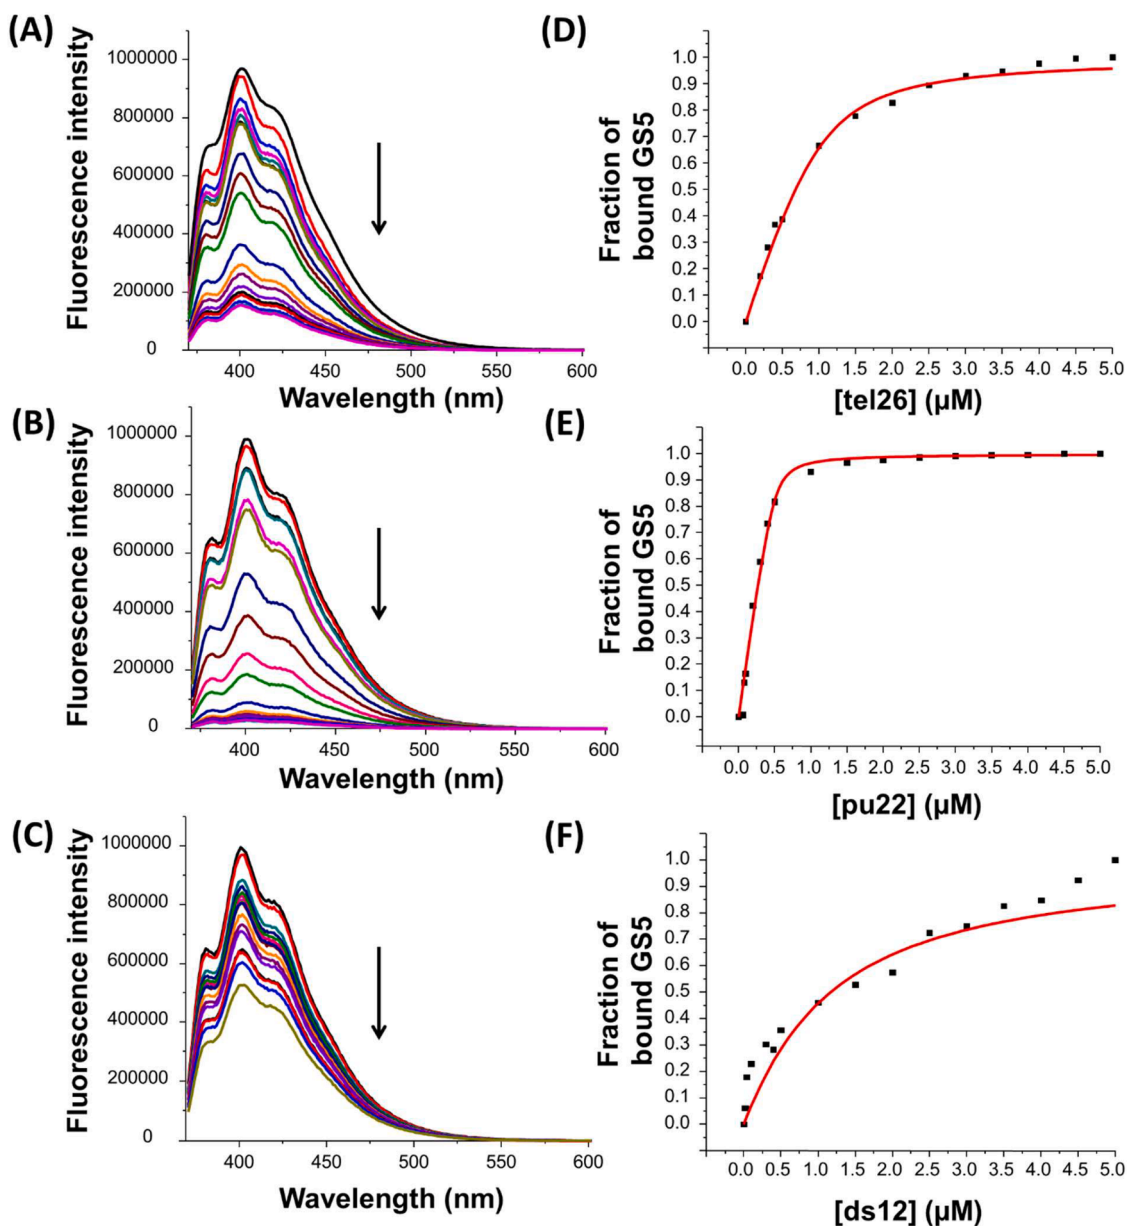 (A)
Fluorescence intensity
1000000
800000
600000
400000
200000
0
400 450 500 550 600
Wavelength (nm)
(D)
Fraction of
bound GS5
1.0
0.9
0.8
0.7
0.6
0.5
0.4
0.3
0.2
0.1
0.0
0.0 0.5 1.0 1.5 2.0 2.5 3.0 3.5 4.0 4.5 5.0
[tel26] (μM)
(B)
Fluorescence intensity
1000000
800000
600000
400000
200000
0
400 450 500 550 600
Wavelength (nm)
(E)
Fraction of
bound GS5
1.0
0.9
0.8
0.7
0.6
0.5
0.4
0.3
0.2
0.1
0.0
0.0 0.5 1.0 1.5 2.0 2.5 3.0 3.5 4.0 4.5 5.0
[pu22] (μM)
(C)
Fluorescence intensity
1000000
800000
600000
400000
200000
0
400 450 500 550 600
Wavelength (nm)
(F)
Fraction of
bound GS5
1.0
0.9
0.8
0.7
0.6
0.5
0.4
0.3
0.2
0.1
0.0
0.0 0.5 1.0 1.5 2.0 2.5 3.0 3.5 4.0 4.5 5.0
[ds12] (μM)